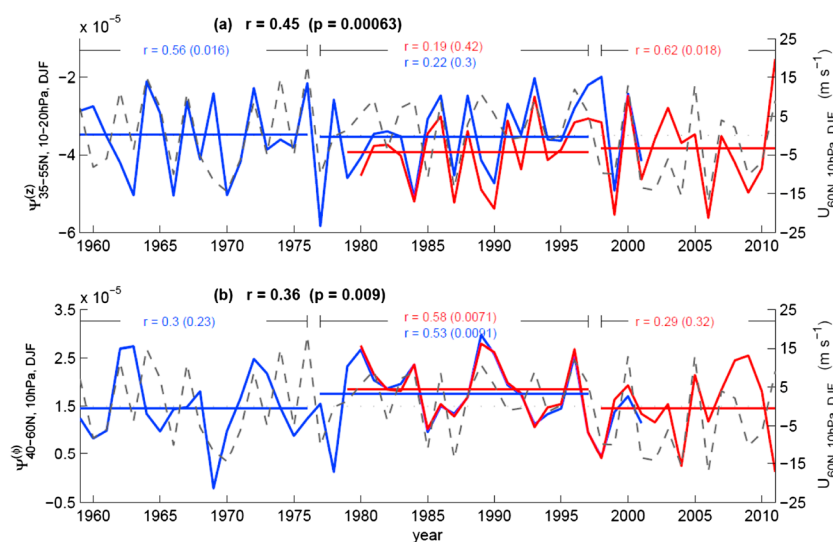 x 10⁻⁵
(a) r = 0.45 (p = 0.00063)
r = 0.56 (0.016)
r = 0.19 (0.42)
r = 0.22 (0.3)
r = 0.62 (0.018)
−2
−4
−6
25
15
5
−5
−15
−25
Ψ(z) 35−55N, 10−20hPa, DJF
U 60N, 10hPa, DJF (m s⁻¹)
1960 1965 1970 1975 1980 1985 1990 1995 2000 2005 2010
x 10⁻⁵
(b) r = 0.36 (p = 0.009)
r = 0.3 (0.23)
r = 0.58 (0.0071)
r = 0.53 (0.0091)
r = 0.29 (0.32)
3.5
2.5
1.5
0.5
−0.5
25
15
5
−5
−15
−25
Ψ(ϕ) 40−60N, 10hPa, DJF
U 60N, 10hPa, DJF (m s⁻¹)
1960 1965 1970 1975 1980 1985 1990 1995 2000 2005 2010
year